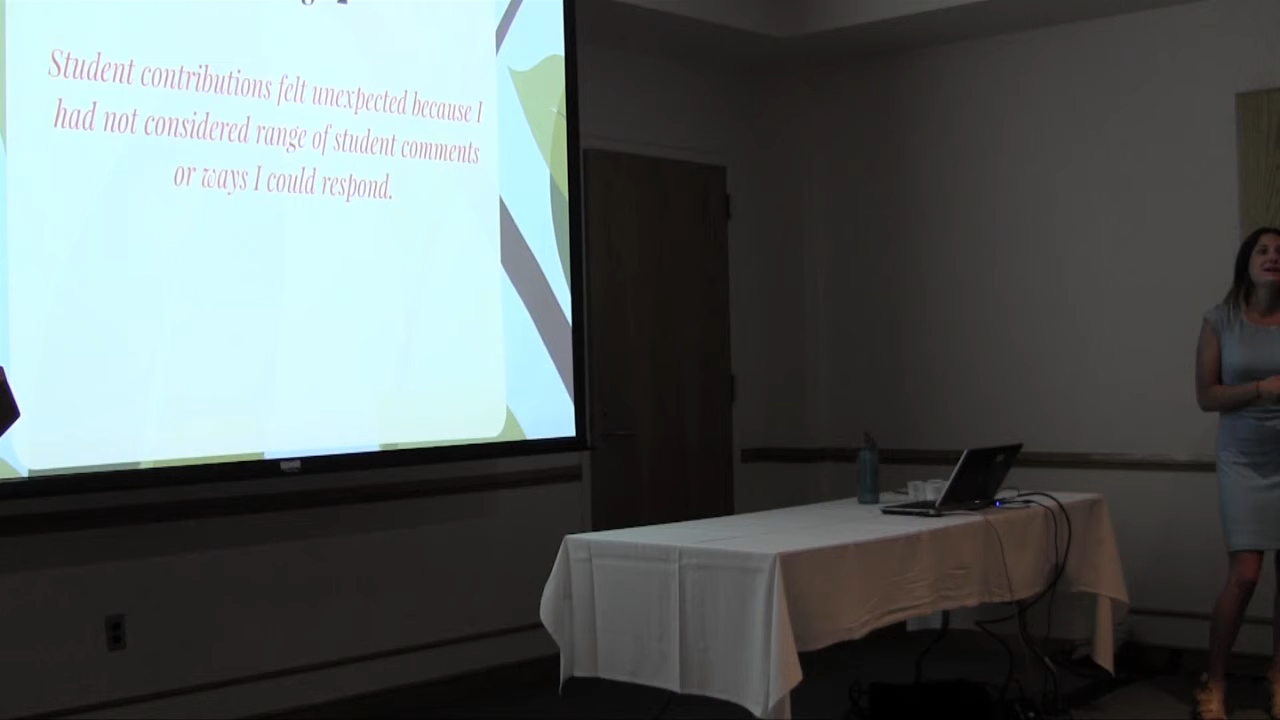 Student contributions felt unexpected because I
had not considered range of student comments
or ways I could respond.